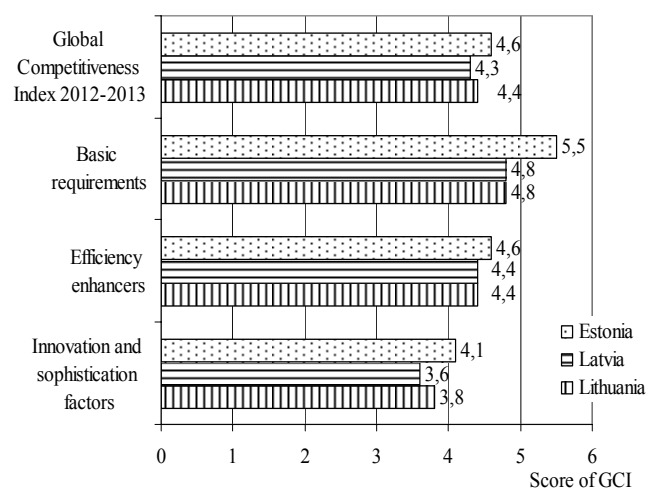 Global
Competitiveness
Index 2012-2013
4,6
4,3
4,4
Basic
requirements
5,5
4,8
4,8
Efficiency
enhancers
4,6
4,4
4,4
Innovation and
sophistication
factors
4,1
3,6
3,8
Estonia
Latvia
Lithuania
0 1 2 3 4 5 6
Score of GCI